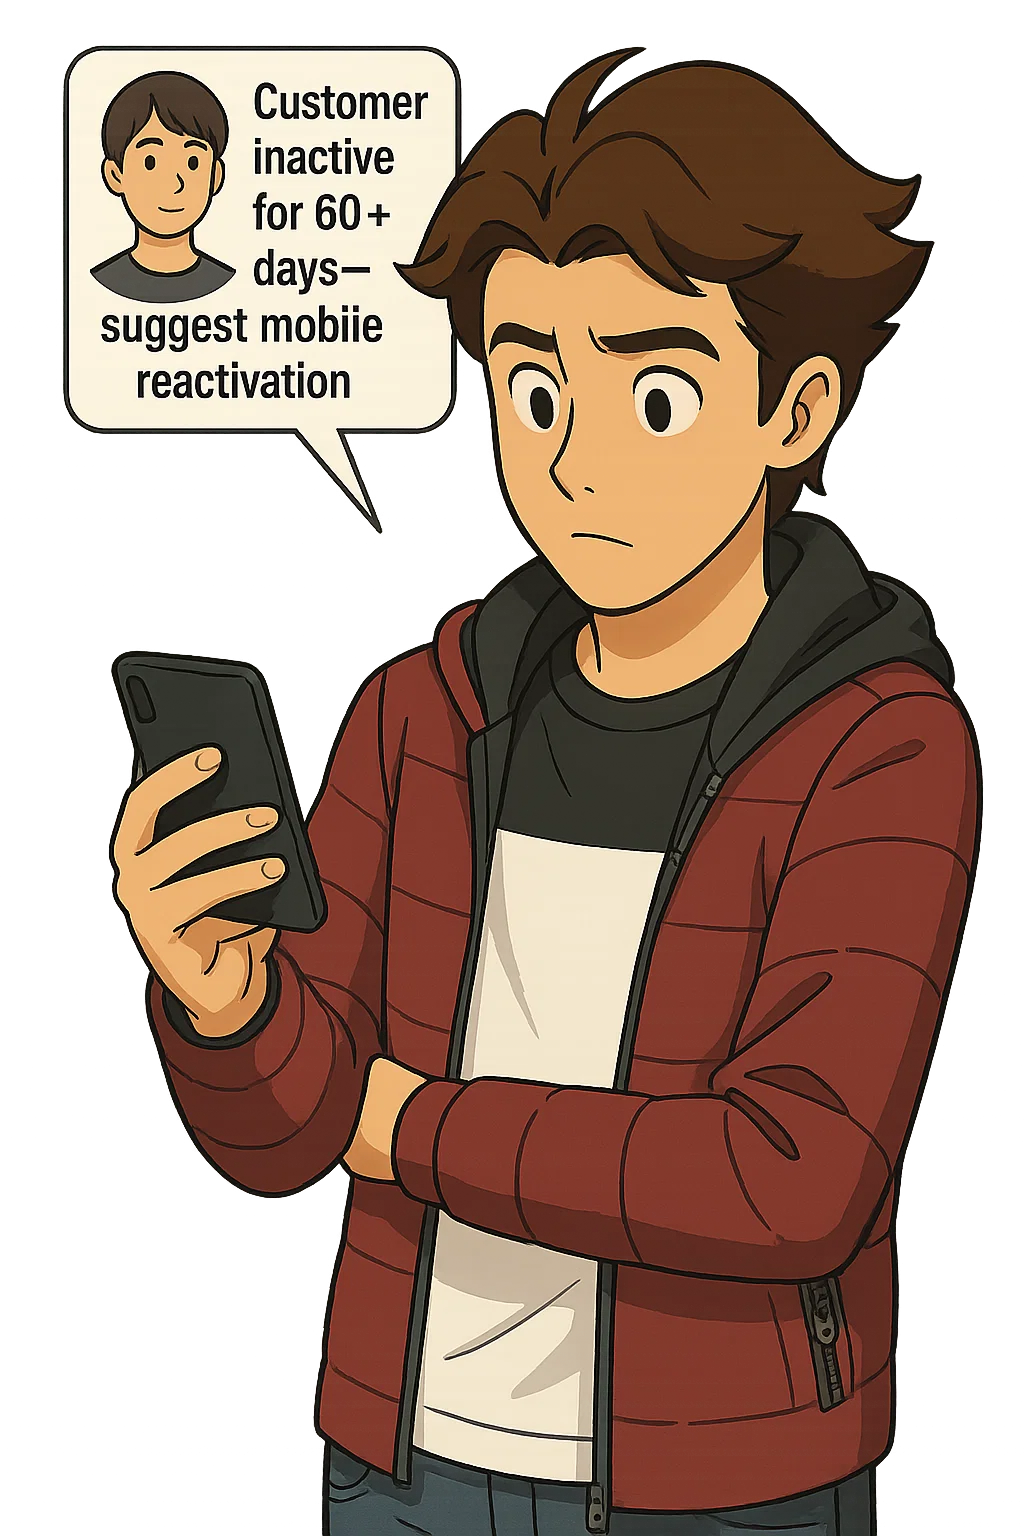 Customer
inactive
for 60+
days—
suggest mobiie
reactivation